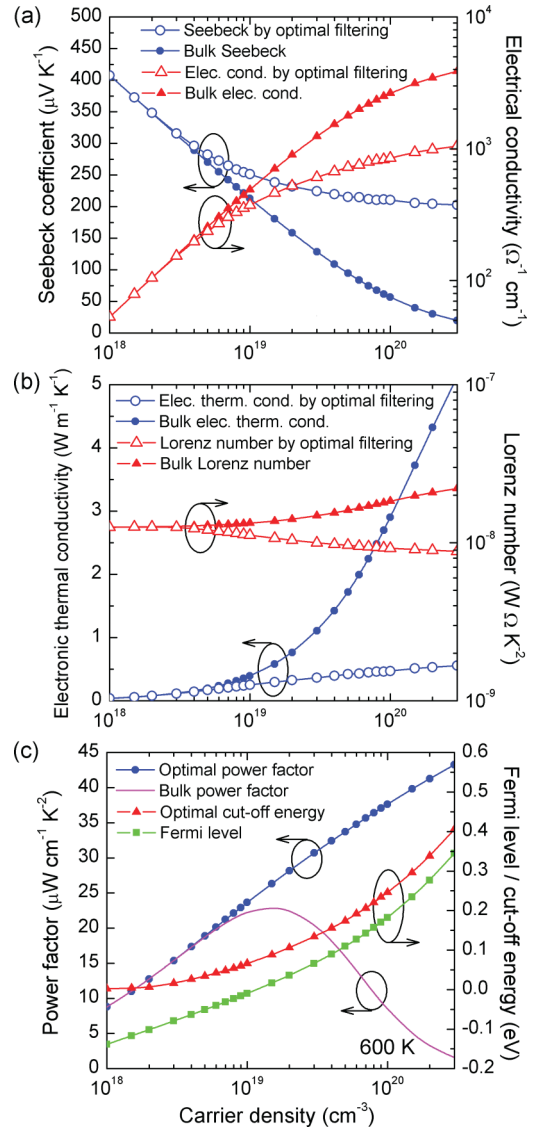 (a)
Seebeck by optimal filtering
Bulk Seebeck
Elec. cond. by optimal filtering
Bulk elec. cond.
Seebeck coefficient (μV K⁻¹)
Electrical conductivity (Ω⁻¹ cm⁻¹)
500
450
400
350
300
250
200
150
100
50
0
10⁴
10³
10²
10¹⁸
10¹⁹
10²⁰
(b)
Elec. therm. cond. by optimal filtering
Bulk elec. therm. cond.
Lorenz number by optimal filtering
Bulk Lorenz number
Electronic thermal conductivity (W m⁻¹ K⁻¹)
Lorenz number (W Ω K⁻²)
5
4
3
2
1
0
10⁻⁷
10⁻⁸
10⁻⁹
10¹⁸
10¹⁹
10²⁰
(c)
Optimal power factor
Bulk power factor
Optimal cut-off energy
Fermi level
Power factor (μW cm⁻¹ K⁻²)
Fermi level / cut-off energy (eV)
45
40
35
30
25
20
15
10
5
0
0.6
0.5
0.4
0.3
0.2
0.1
0.0
-0.1
-0.2
600 K
10¹⁸
10¹⁹
10²⁰
Carrier density (cm⁻³)